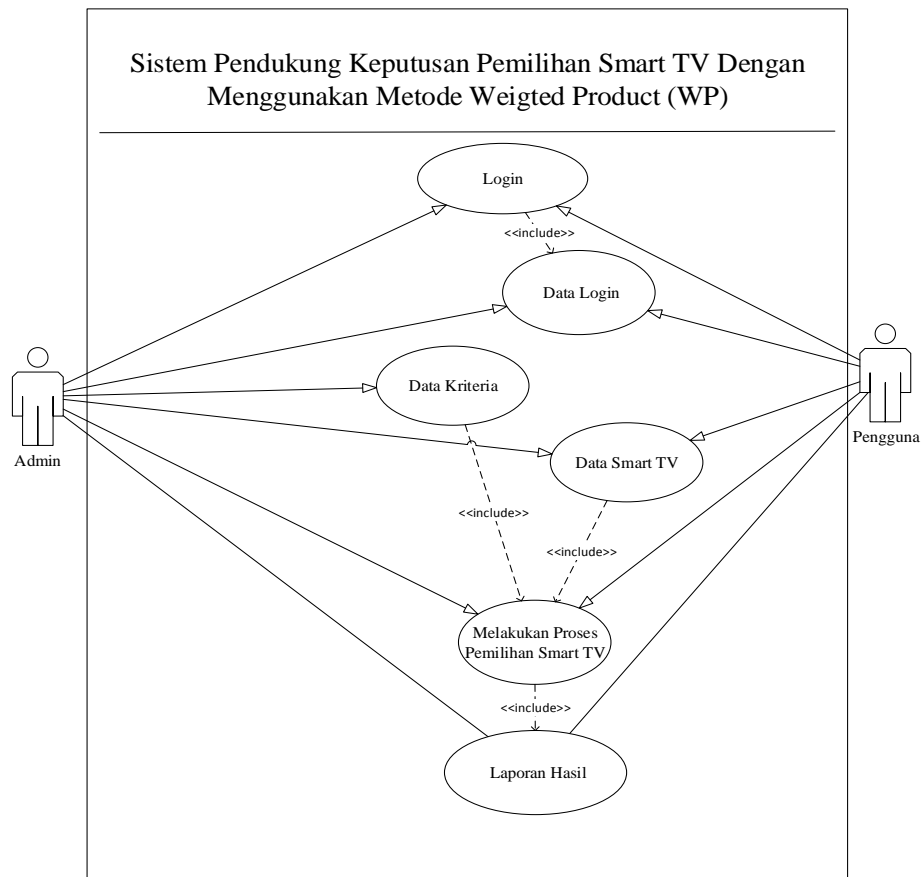 Sistem Pendukung Keputusan Pemilihan Smart TV Dengan
Menggunakan Metode Weigted Product (WP)
Login
<<include>>
Data Login
Data Kriteria
Admin
Pengguna
Data Smart TV
<<include>>
<<include>>
Melakukan Proses
Pemilihan Smart TV
<<include>>
Laporan Hasil